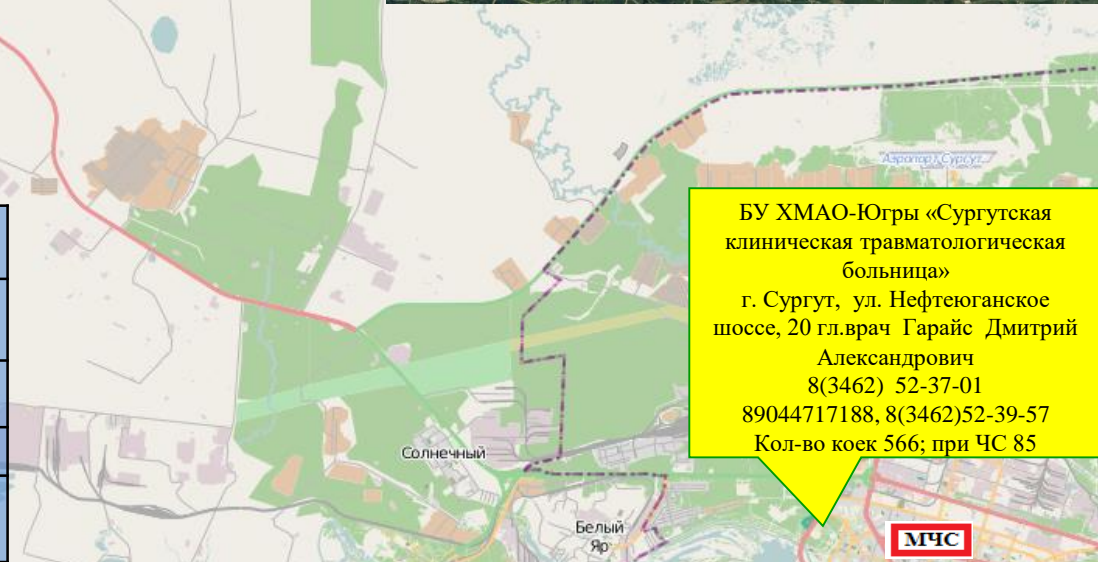 Аэропорт Сургут
БУ ХМАО-Югры «Сургутская
клиническая травматологическая
больница»
г. Сургут, ул. Нефтеюганское
шоссе, 20 гл.врач Гарайс Дмитрий
Александрович
8(3462) 52-37-01
89044717188, 8(3462)52-39-57
Кол-во коек 566; при ЧС 85
Солнечный
Белый
Яр
МЧС